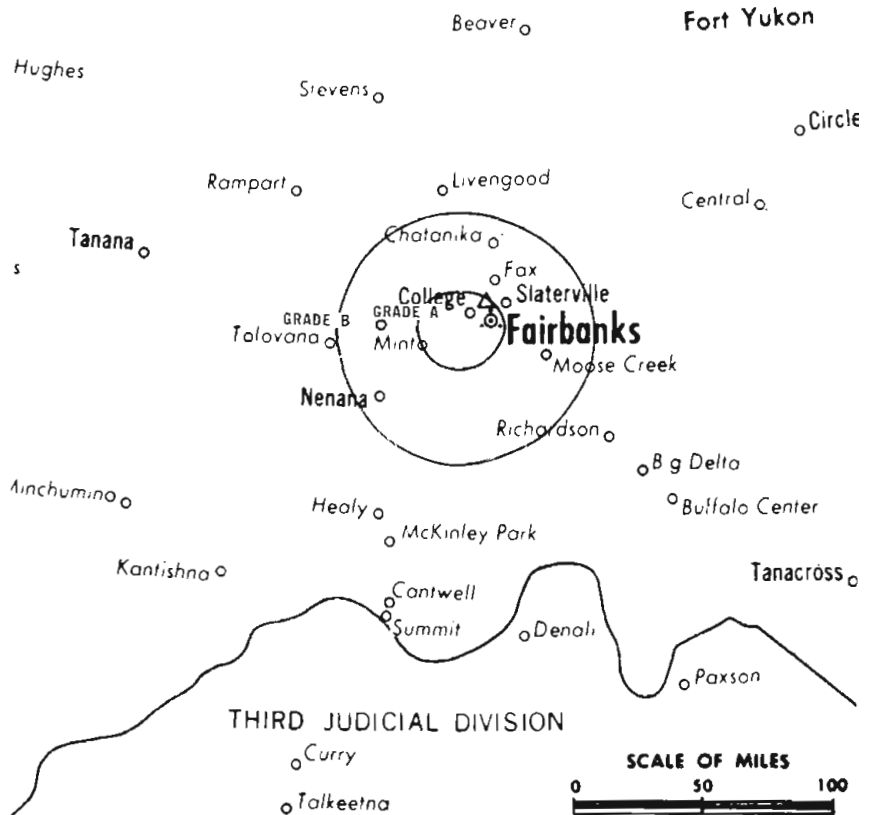 Beaver
Fort Yukon
Hughes
Stevens
Circle
Rampart
Livengood
Central
Tanana
Chatanika
s
Fox
College
Slaterville
GRADE B
GRADE A
Fairbanks
Tolovana
Minto
Moose Creek
Nenana
Richardson
B g Delta
Minchumino
Buffalo Center
Healy
McKinley Park
Kantishna
Tanacross
Cantwell
Summit
Denali
Paxson
THIRD JUDICIAL DIVISION
Curry
SCALE OF MILES
Talkeetna
0 50 100